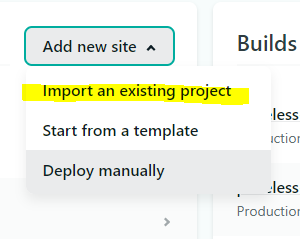 Add new site
Builds
Import an existing project
Start from a template
Production
Deploy manually
Production